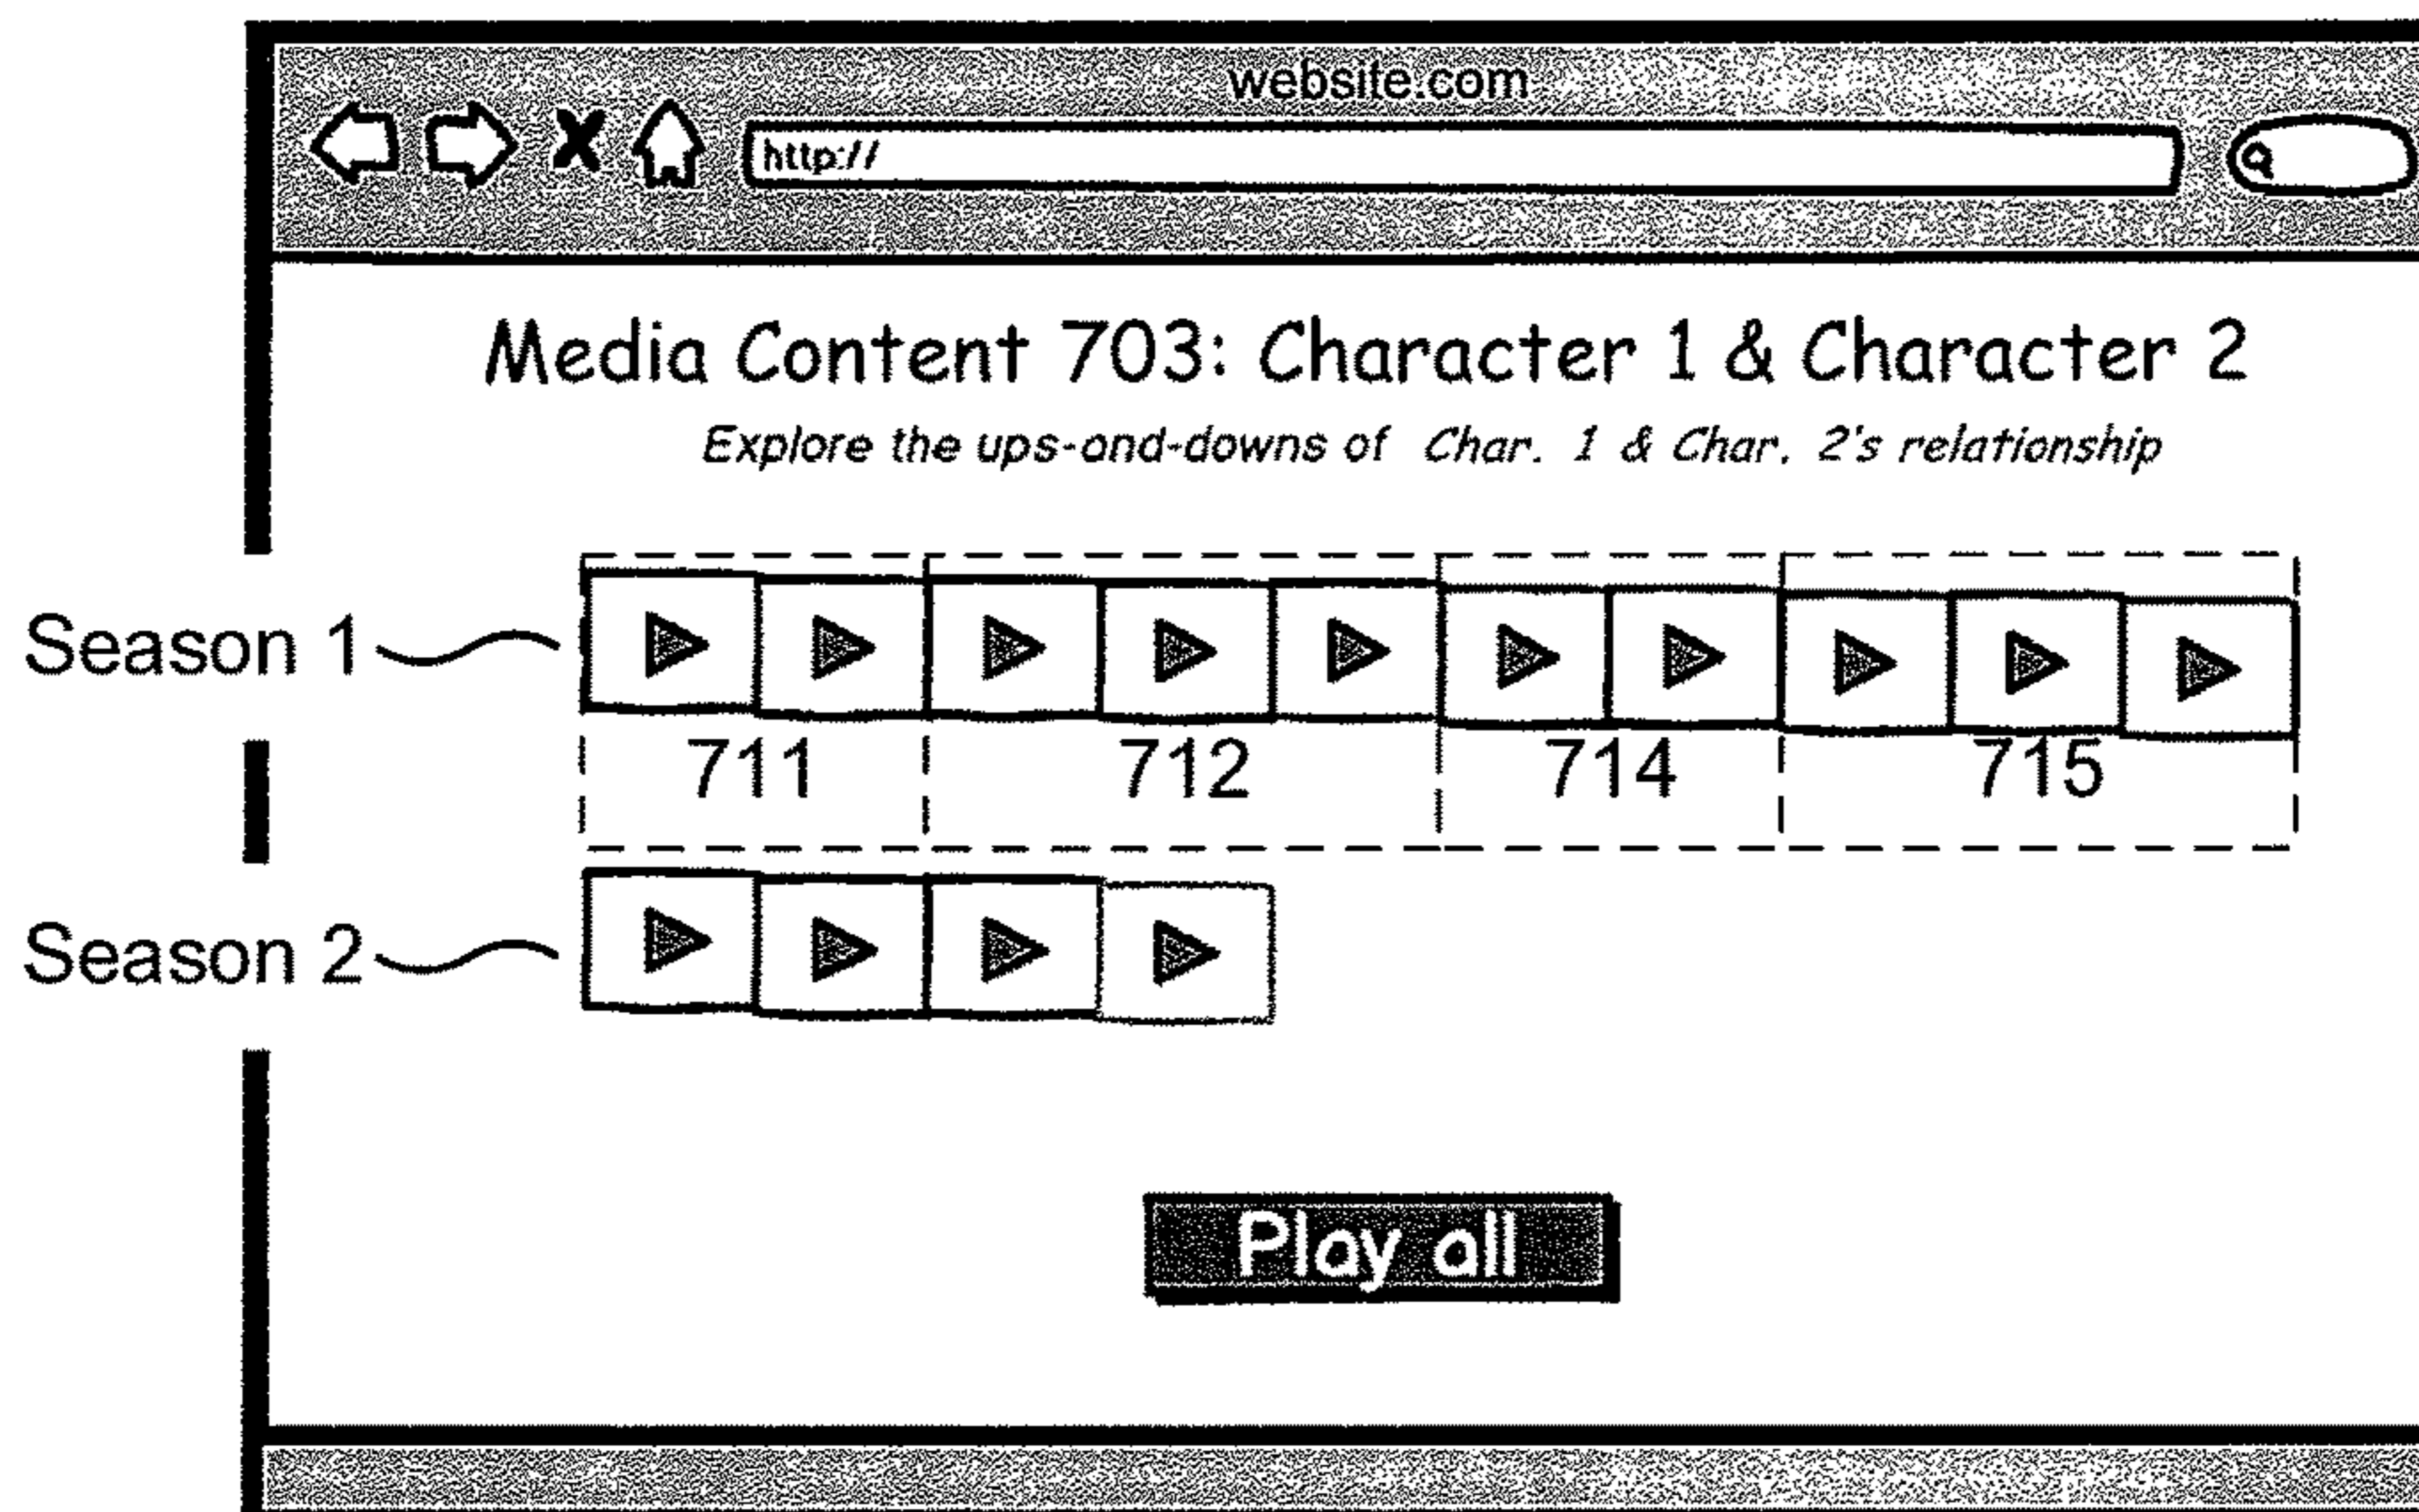 website.com
http://
Media Content 703: Character 1 & Character 2
Explore the ups-and-downs of Char. 1 & Char. 2's relationship
Season 1
711 712 714 715
Season 2
Play all